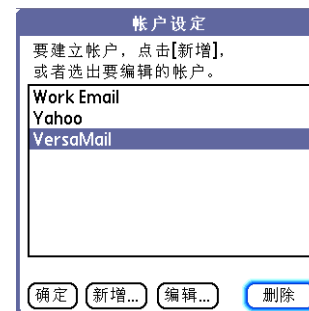 帐户设定
要建立帐户，点击[新增]，
或者选出要编辑的帐户。
Work Email
Yahoo
VersaMail
确定 新增... 编辑... 删除